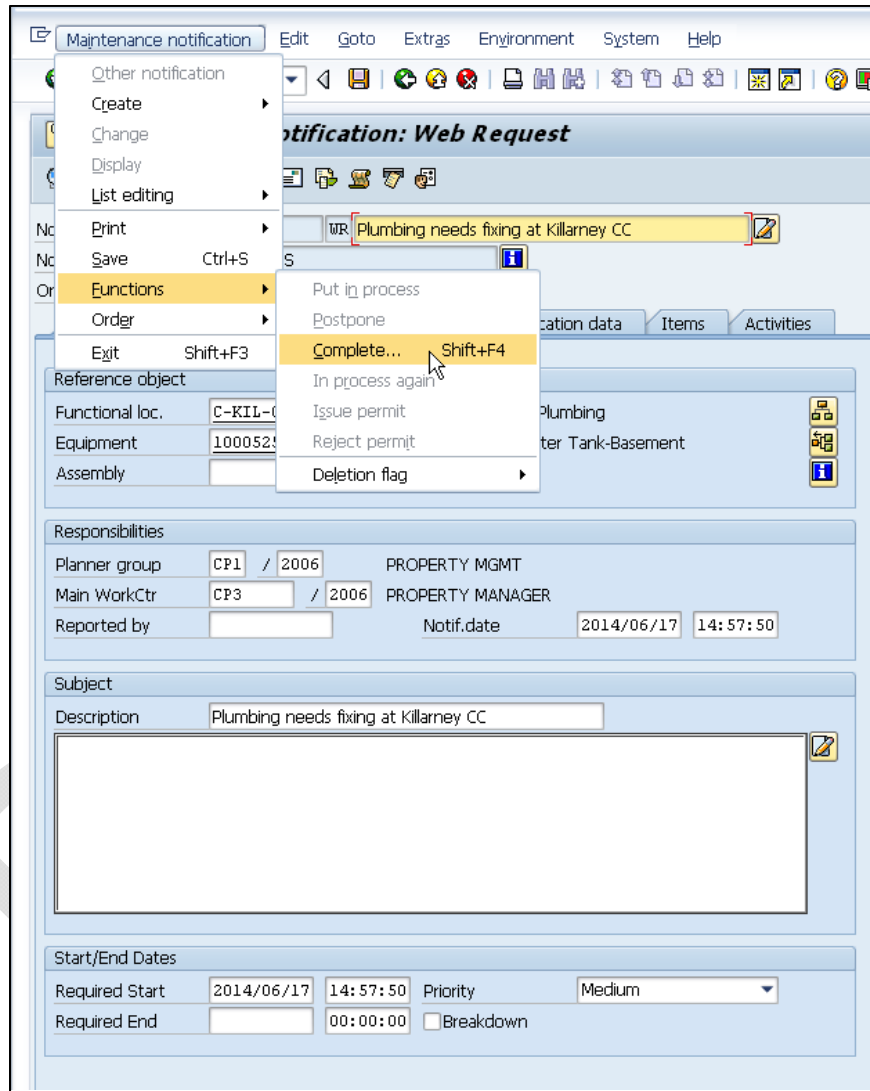 Maintenance notification Edit Goto Extras Environment System Help
Other notification
Create
Change
otification: Web Request
Display
List editing
Print
WR Plumbing needs fixing at Killarney CC
Save Ctrl+S
S
Functions
Put in process
Order
Postpone
cation data Items Activities
Exit Shift+F3
Complete... Shift+F4
Reference object
In process again
Functional loc. C-KIL-
Issue permit
Plumbing
Equipment 100052
Reject permit
ter Tank-Basement
Assembly
Deletion flag
Responsibilities
Planner group CP1 / 2006 PROPERTY MGMT
Main WorkCtr CP3 / 2006 PROPERTY MANAGER
Reported by Notif.date 2014/06/17 14:57:50
Subject
Description Plumbing needs fixing at Killarney CC
Start/End Dates
Required Start 2014/06/17 14:57:50 Priority Medium
Required End 00:00:00 Breakdown